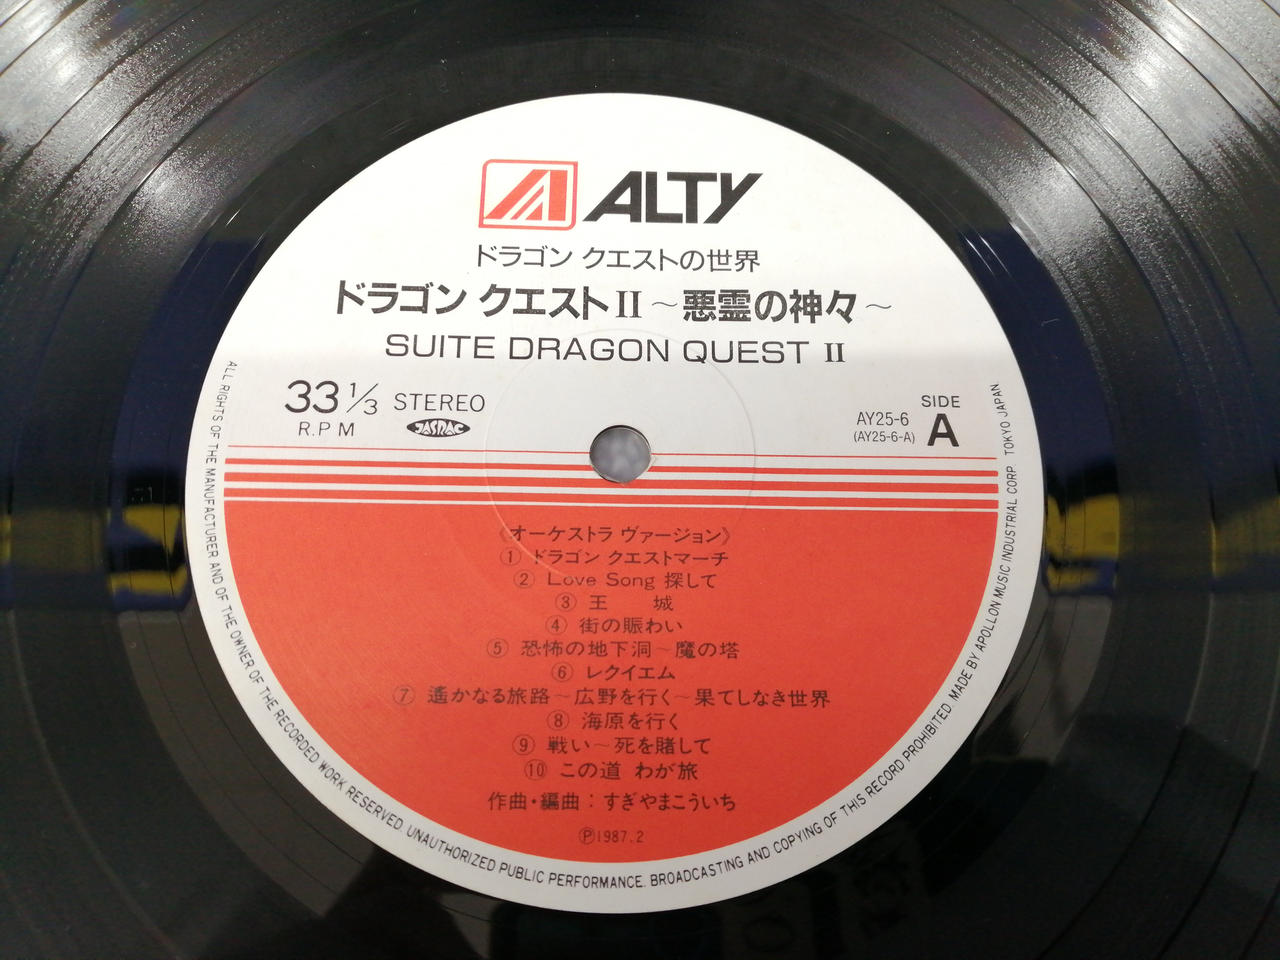 ALTY
ドラゴン クエストの世界
ドラゴン クエストII～悪霊の神々～
SUITE DRAGON QUEST II
33 1/3 STEREO
R.P.M
JASRAC
SIDE
AY25-6
(AY25-6-A)
A
《オーケストラ ヴァージョン》
① ドラゴン クエストマーチ
② Love Song 探して
③ 王 城
④ 街の賑わい
⑤ 恐怖の地下洞～魔の塔
⑥ レクイエム
⑦ 遙かなる旅路～広野を行く～果てしなき世界
⑧ 海原を行く
⑨ 戦い～死を賭して
⑩ この道 わが旅
作曲・編曲：すぎやまこういち
Ⓟ1987.2
ALL RIGHTS OF THE MANUFACTURER AND OF THE OWNER OF THE RECORDED WORK RESERVED. UNAUTHORIZED PUBLIC PERFORMANCE. BROADCASTING AND COPYING OF THIS RECORD PROHIBITED. MADE BY APOLLON MUSIC INDUSTRIAL CORP. TOKYO JAPAN